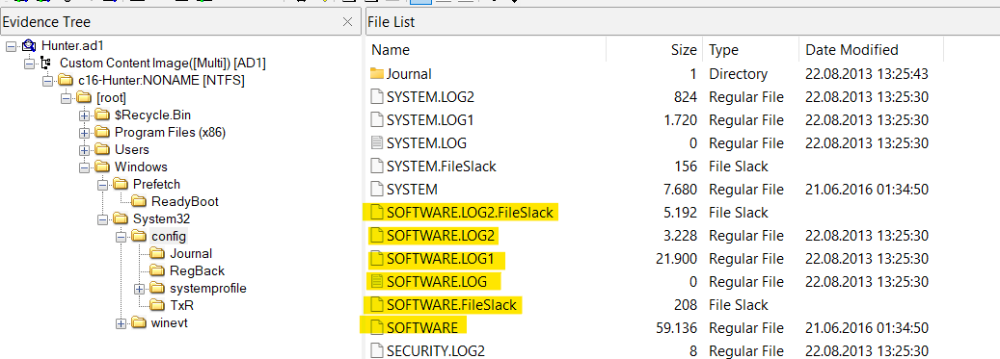 Evidence Tree
Hunter.ad1
Custom Content Image([Multi]) [AD1]
c16-Hunter:NONAME [NTFS]
[root]
$Recycle.Bin
Program Files (x86)
Users
Windows
Prefetch
ReadyBoot
System32
config
Journal
RegBack
systemprofile
TxR
winevt
File List
Name Size Type Date Modified
Journal 1 Directory 22.08.2013 13:25:43
SYSTEM.LOG2 824 Regular File 22.08.2013 13:25:30
SYSTEM.LOG1 1.720 Regular File 22.08.2013 13:25:30
SYSTEM.LOG 0 Regular File 22.08.2013 13:25:30
SYSTEM.FileSlack 156 File Slack
SYSTEM 7.680 Regular File 21.06.2016 01:34:50
SOFTWARE.LOG2.FileSlack 5.192 File Slack
SOFTWARE.LOG2 3.228 Regular File 22.08.2013 13:25:30
SOFTWARE.LOG1 21.900 Regular File 22.08.2013 13:25:30
SOFTWARE.LOG 0 Regular File 22.08.2013 13:25:30
SOFTWARE.FileSlack 208 File Slack
SOFTWARE 59.136 Regular File 21.06.2016 01:34:50
SECURITY.LOG2 8 Regular File 22.08.2013 13:25:30